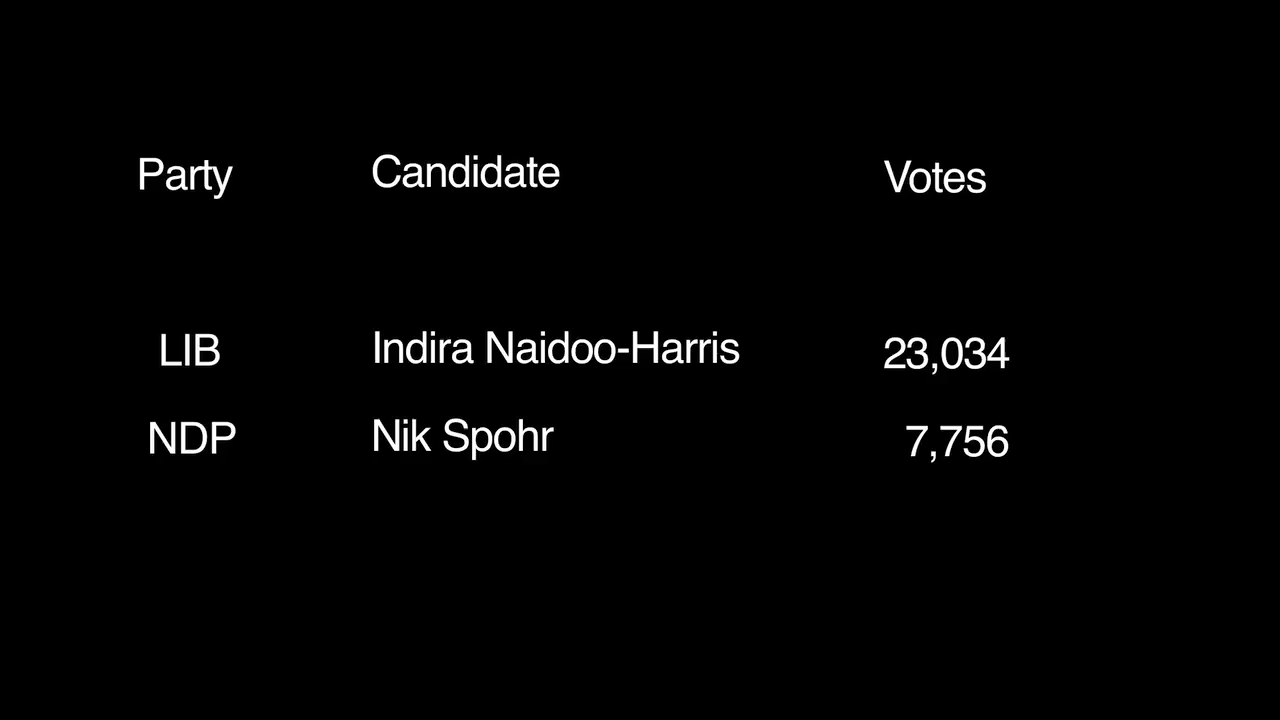 Party Candidate Votes
LIB Indira Naidoo-Harris 23,034
NDP Nik Spohr 7,756